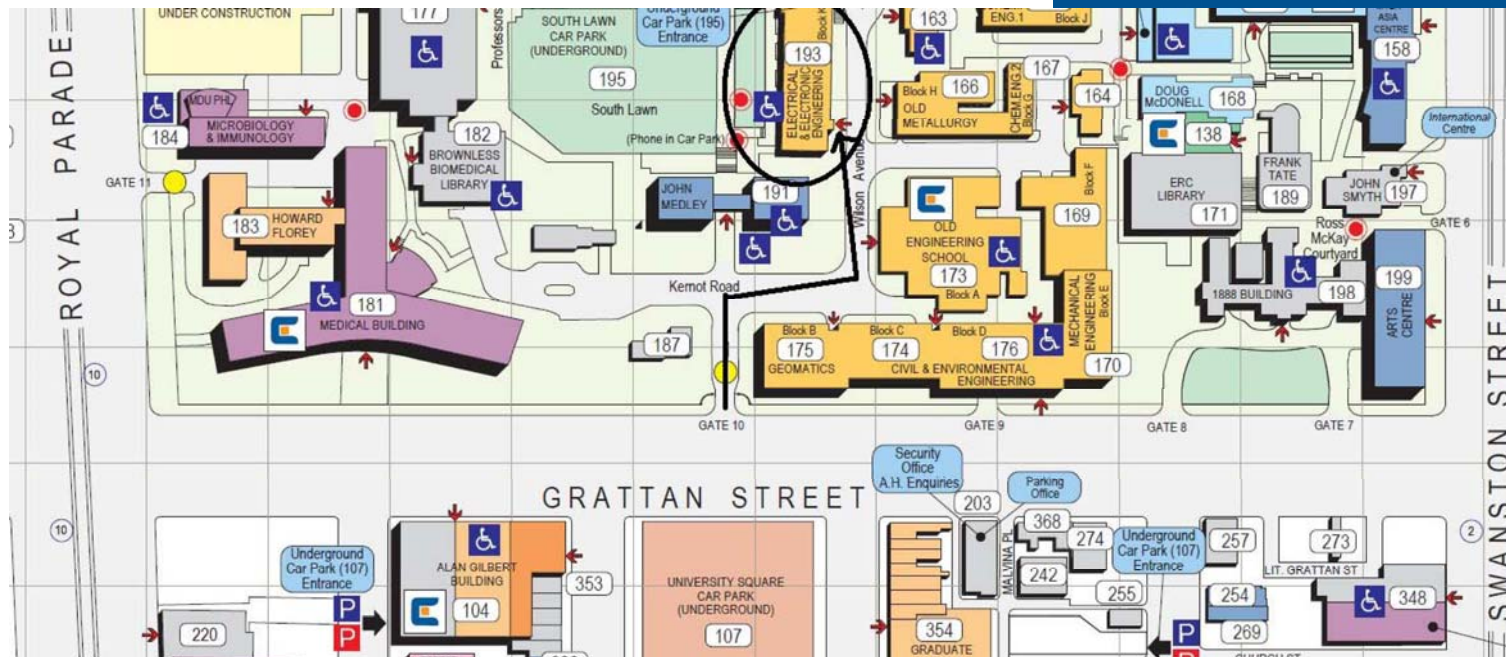 UNDER CONSTRUCTION
177
Professors
SOUTH LAWN
CAR PARK
(UNDERGROUND)
195
South Lawn
(Phone in Car Park)
Underground
Car Park (195)
Entrance
193
Block K
ELECTRICAL
& ELECTRONIC
ENGINEERING
163
ENG.1
Block J
166
Block H
OLD
METALLURGY
CHEM.ENG.2
Block G
167
164
DOUG
McDONELL
168
138
ASIA
CENTRE
158
International
Centre
ROYAL PARADE
MDU PHL
184
MICROBIOLOGY
& IMMUNOLOGY
182
BROWNLESS
BIOMEDICAL
LIBRARY
GATE 11
183
HOWARD
FLOREY
JOHN
MEDLEY
191
Wilson Avenue
OLD
ENGINEERING
SCHOOL
173
Block A
Block F
169
ERC
LIBRARY
171
FRANK
TATE
189
JOHN
SMYTH
197
GATE 6
Ross
McKay
Courtyard
181
MEDICAL BUILDING
Kernot Road
187
Block B
175
GEOMATICS
Block C
174
Block D
176
CIVIL & ENVIRONMENTAL
ENGINEERING
MECHANICAL
ENGINEERING
Block E
170
1888 BUILDING
198
199
ARTS
CENTRE
SWANSTON STREET
10
GATE 10
GATE 9
GATE 8
GATE 7
GRATTAN STREET
Security
Office
A.H. Enquiries
Parking
Office
203
10
Underground
Car Park (107)
Entrance
P
P
220
ALAN GILBERT
BUILDING
104
353
UNIVERSITY SQUARE
CAR PARK
(UNDERGROUND)
107
354
GRADUATE
MALVINA PL
368
274
242
255
Underground
Car Park (107)
Entrance
P
P
257
273
LIT. GRATTAN ST
254
269
348
2